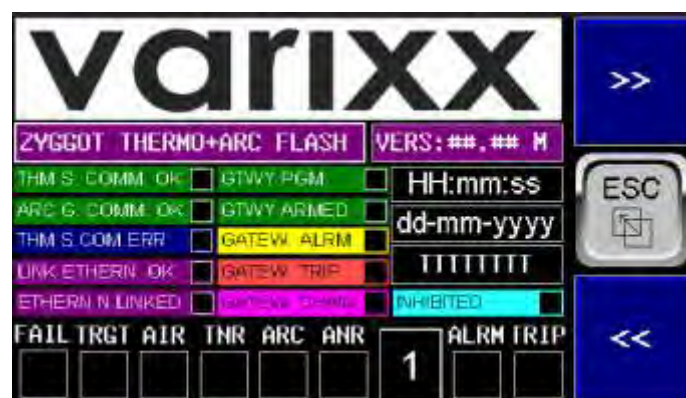 varixx
>>
ZYGGOT THERMO+ARC FLASH
VERS:##.## M
THM S. COMM. OK
GTWY PGM
HH:mm:ss
ESC
ARC G. COMM. OK
GTWY ARMED
dd-mm-yyyy
THM S.COM.ERR
GATEW. ALRM
TTTTTTTT
LINK ETHERN. OK
GATEW. TRIP
ETHERN.N.LINKED
INHIBITED
FAIL TRGT AIR TNR ARC ANR
ALRM TRIP
1
<<